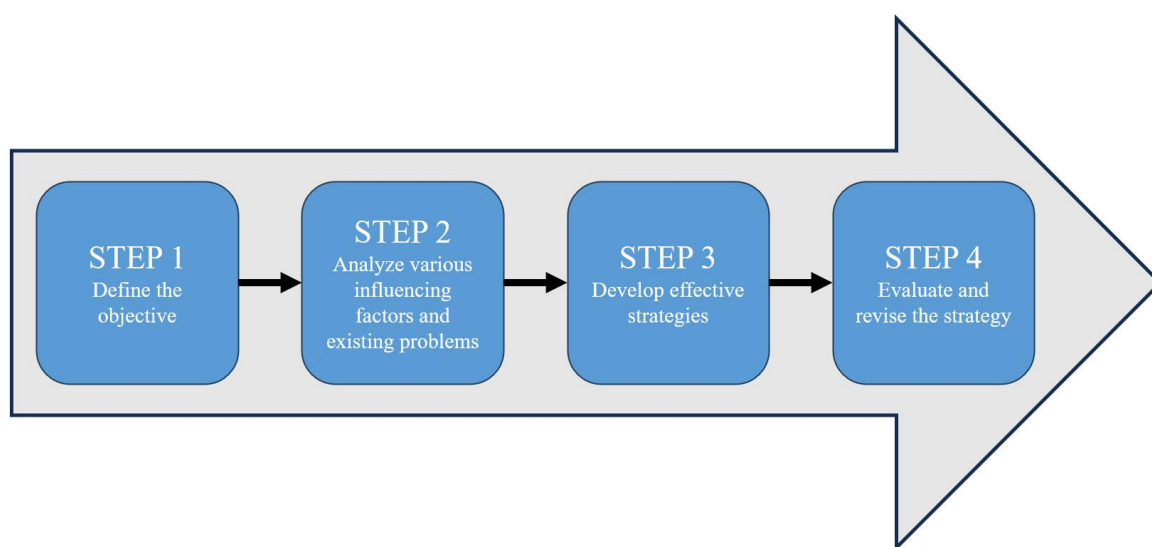 STEP 1
Define the
objective
STEP 2
Analyze various
influencing
factors and
existing problems
STEP 3
Develop effective
strategies
STEP 4
Evaluate and
revise the strategy